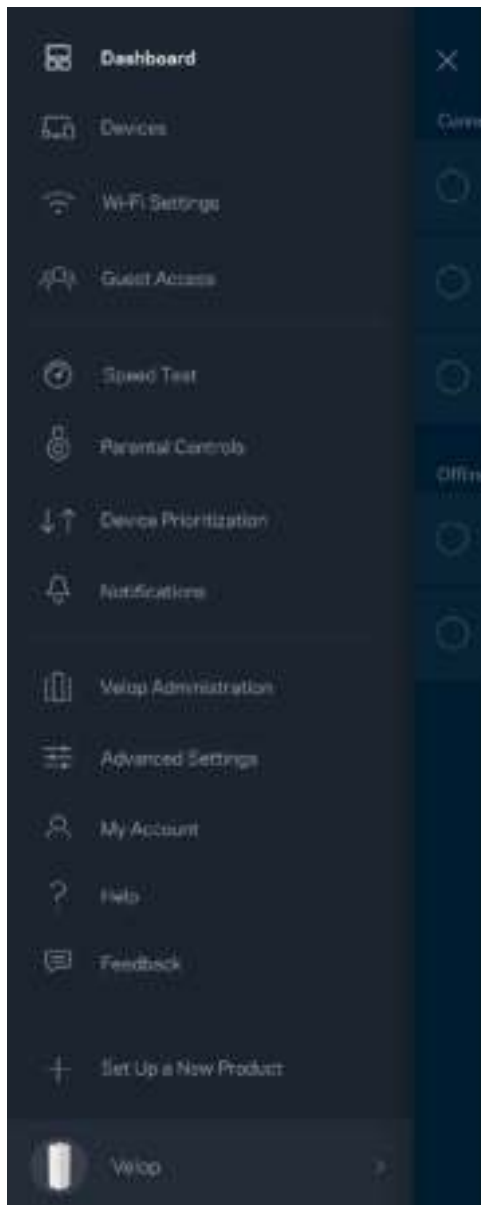 Dashboard
Devices
Wi-Fi Settings
Guest Access
Speed Test
Parental Controls
Device Prioritization
Notifications
Velop Administration
Advanced Settings
My Account
Help
Feedback
Set Up a New Product
Velop